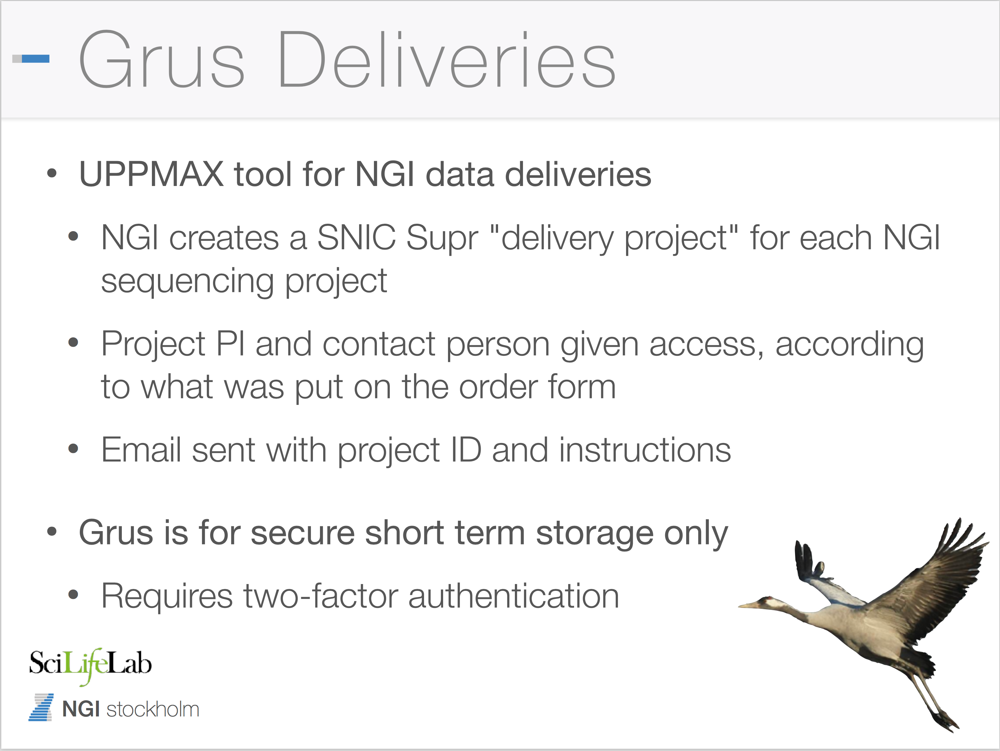 Grus Deliveries
• UPPMAX tool for NGI data deliveries
• NGI creates a SNIC Supr "delivery project" for each NGI
sequencing project
• Project PI and contact person given access, according
to what was put on the order form
• Email sent with project ID and instructions
• Grus is for secure short term storage only
• Requires two-factor authentication
SciLifeLab
NGI stockholm